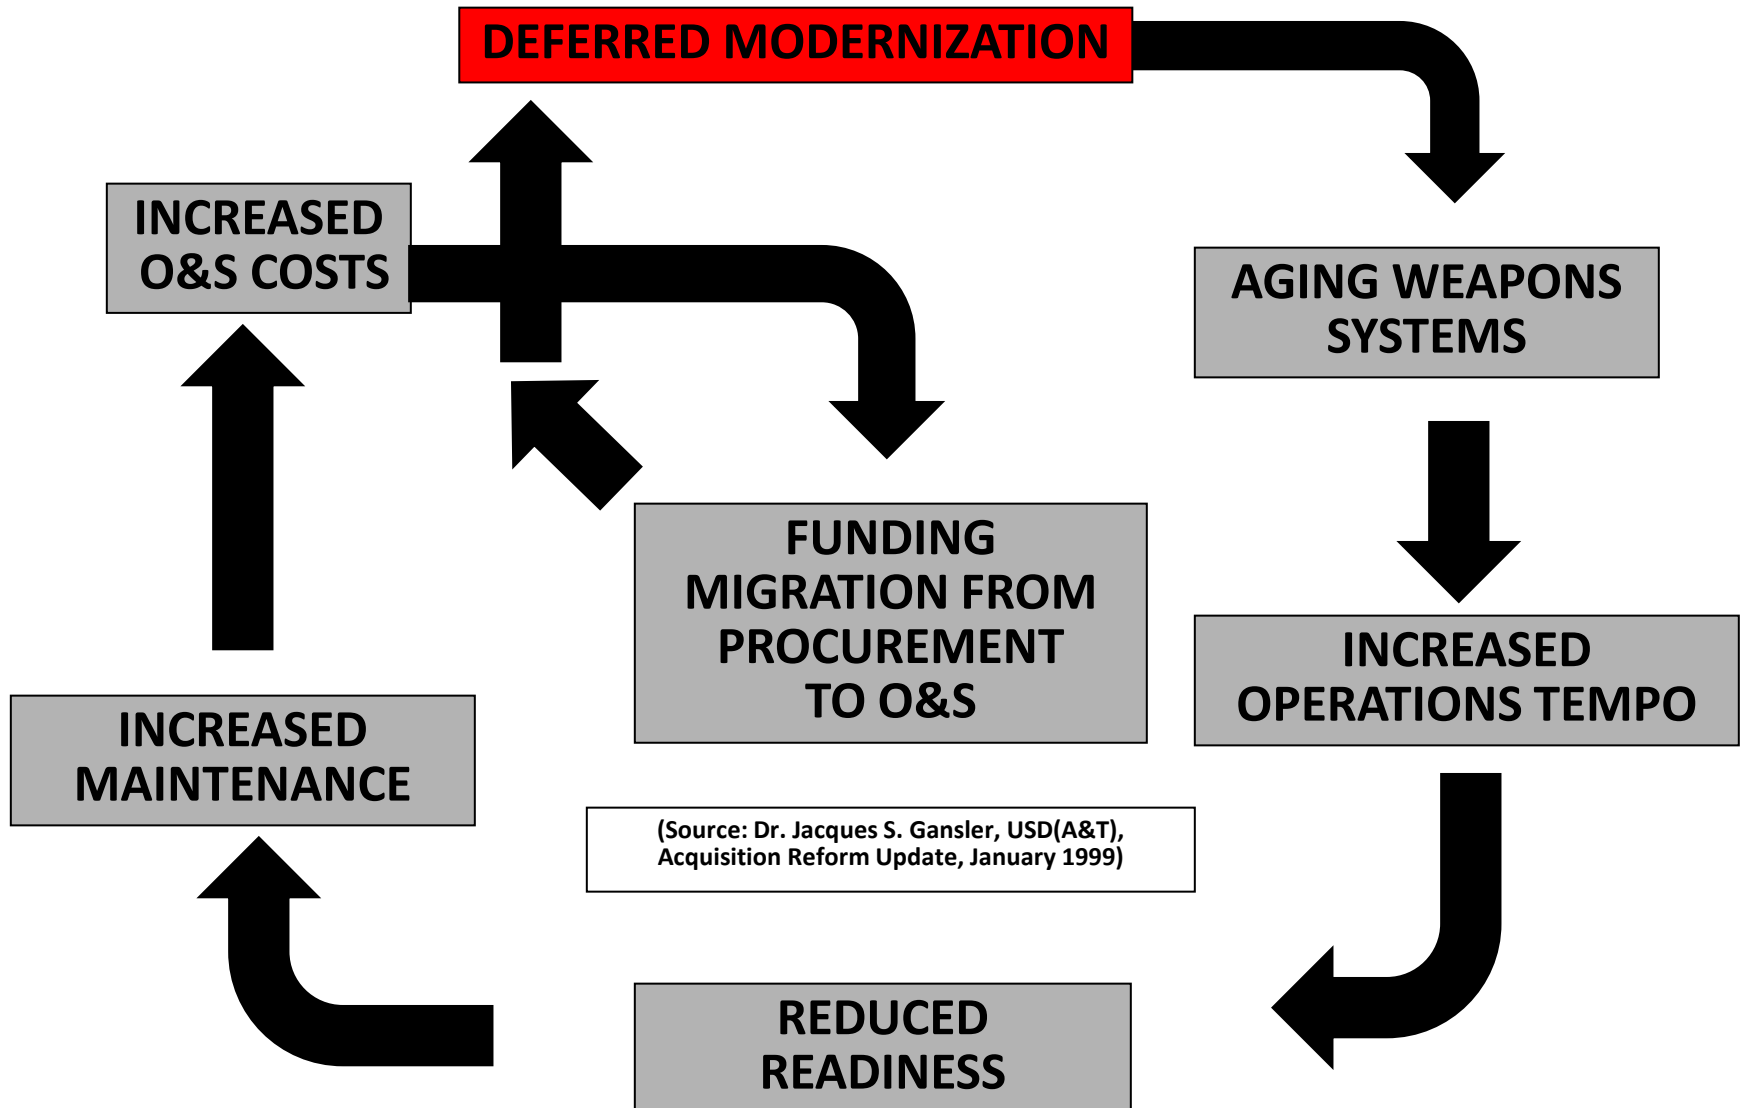 DEFERRED MODERNIZATION
INCREASED
O&S COSTS
AGING WEAPONS
SYSTEMS
FUNDING
MIGRATION FROM
PROCUREMENT
TO O&S
INCREASED
OPERATIONS TEMPO
INCREASED
MAINTENANCE
(Source: Dr. Jacques S. Gansler, USD(A&T),
Acquisition Reform Update, January 1999)
REDUCED
READINESS